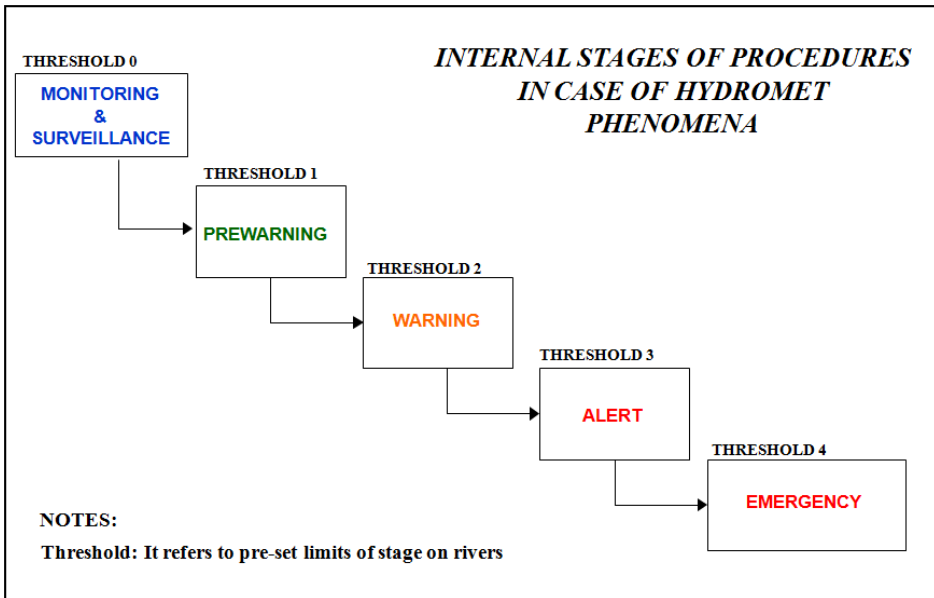 INTERNAL STAGES OF PROCEDURES
IN CASE OF HYDROMET
PHENOMENA
THRESHOLD 0
MONITORING
&
SURVEILLANCE
THRESHOLD 1
PREWARNING
THRESHOLD 2
WARNING
THRESHOLD 3
ALERT
THRESHOLD 4
EMERGENCY
NOTES:
Threshold: It refers to pre-set limits of stage on rivers